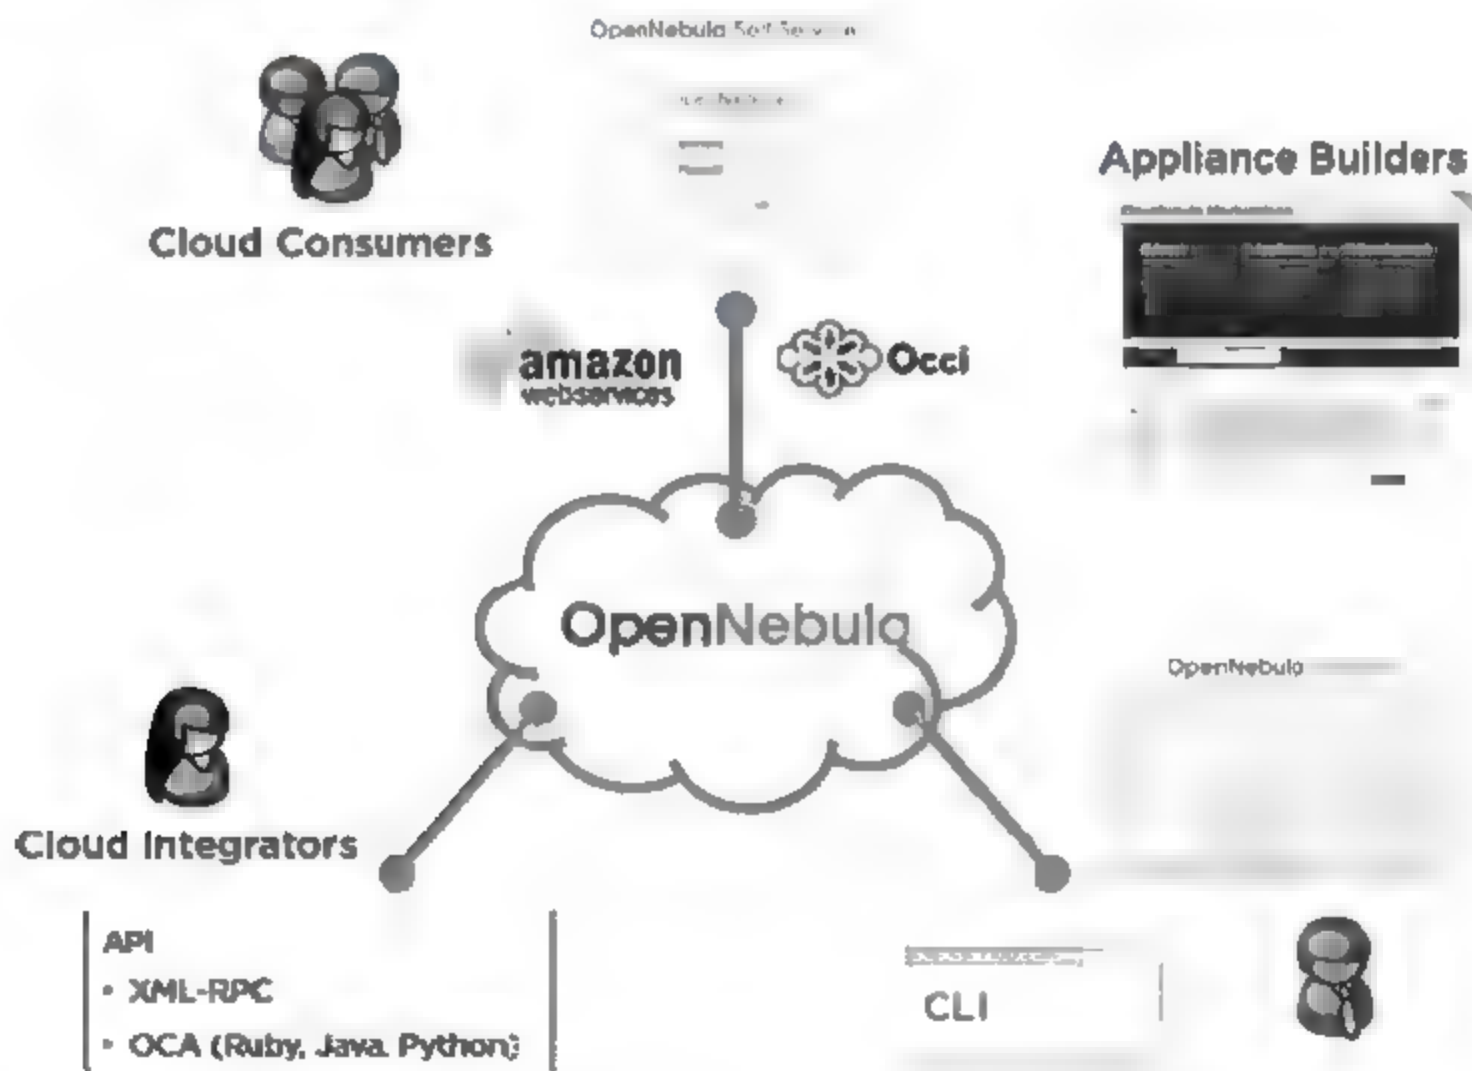 OpenNebula
Cloud Consumers
Appliance Builders
amazon
webservices
Occi
OpenNebula
OpenNebula
Cloud Integrators
API
• XML-RPC
• OCA (Ruby, Java, Python)
CLI